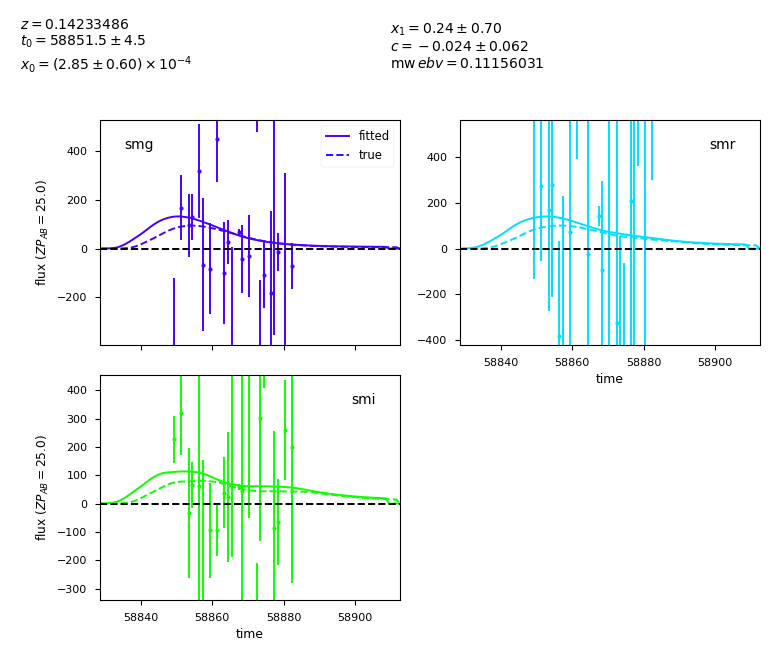 z = 0.14233486
t₀ = 58851.5 ± 4.5
x₀ = (2.85 ± 0.60) × 10⁻⁴
x₁ = 0.24 ± 0.70
c = −0.024 ± 0.062
mw ebv = 0.11156031
smg
fitted
true
400
200
0
−200
flux (ZP_AB = 25.0)
smr
400
200
0
−200
−400
58840 58860 58880 58900
time
smi
400
300
200
100
0
−100
−200
−300
flux (ZP_AB = 25.0)
58840 58860 58880 58900
time